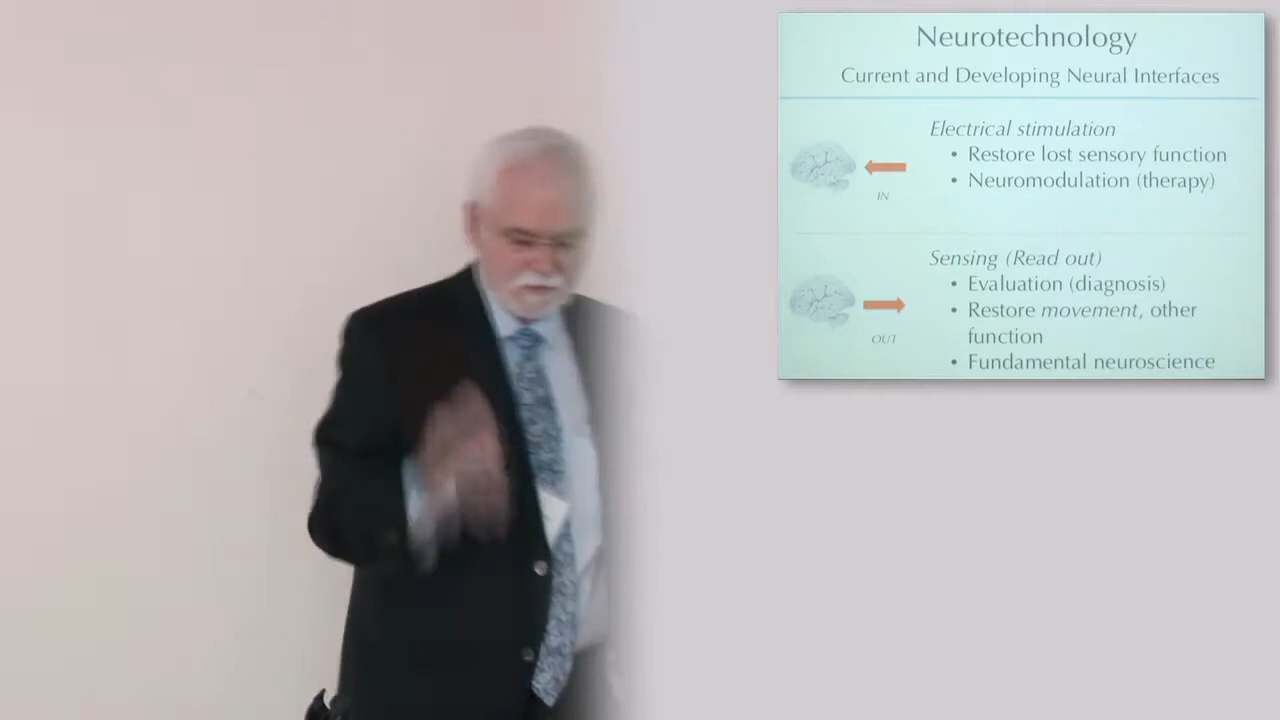 Neurotechnology
Current and Developing Neural Interfaces
Electrical stimulation
• Restore lost sensory function
• Neuromodulation (therapy)
IN
Sensing (Read out)
• Evaluation (diagnosis)
• Restore movement, other
function
• Fundamental neuroscience
OUT